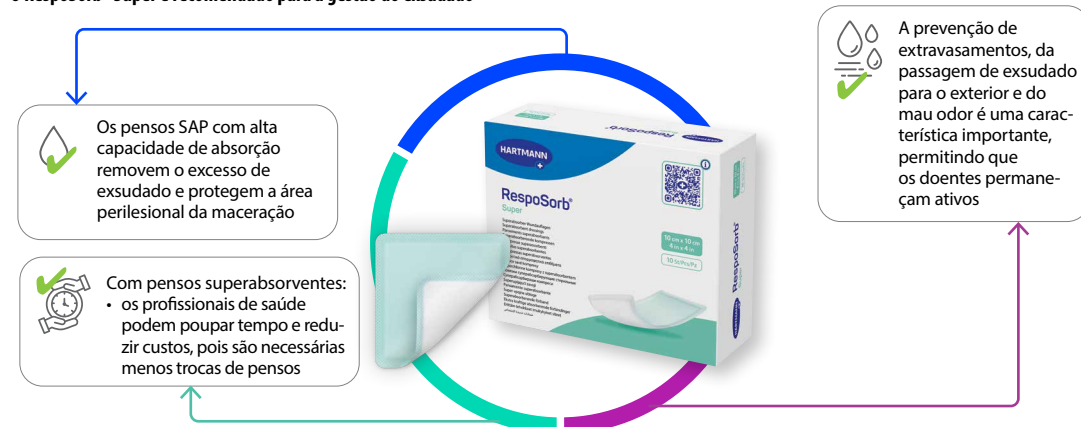 Os pensos SAP com alta
capacidade de absorção
removem o excesso de
exsudado e protegem a área
perilesional da maceração
Com pensos superabsorventes:
• os profissionais de saúde
podem poupar tempo e redu-
zir custos, pois são necessárias
menos trocas de pensos
HARTMANN
RespoSorb®
Super
10 cm x 10 cm
4 in x 4 in
RespoSorb®
RespoSorb®
A prevenção de
extravasamentos, da
passagem de exsudado
para o exterior e do
mau odor é uma carac-
terística importante,
permitindo que
os doentes permane-
çam ativos